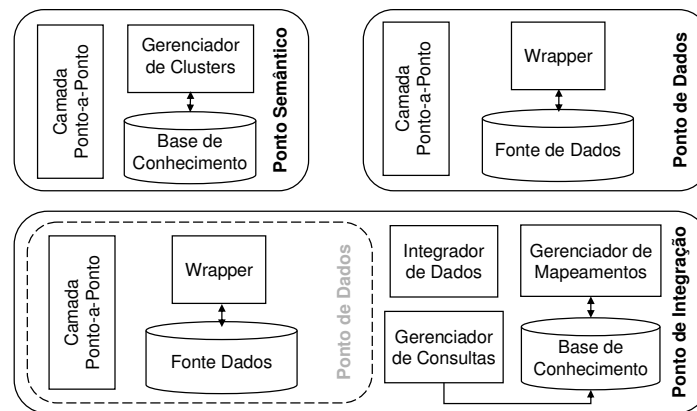 Camada
Ponto-a-Ponto
Gerenciador
de Clusters
Base de
Conhecimento
Ponto Semântico
Camada
Ponto-a-Ponto
Wrapper
Fonte de Dados
Ponto de Dados
Camada
Ponto-a-Ponto
Wrapper
Fonte Dados
Ponto de Dados
Integrador
de Dados
Gerenciador
de Consultas
Gerenciador de
Mapeamentos
Base de
Conhecimento
Ponto de Integração